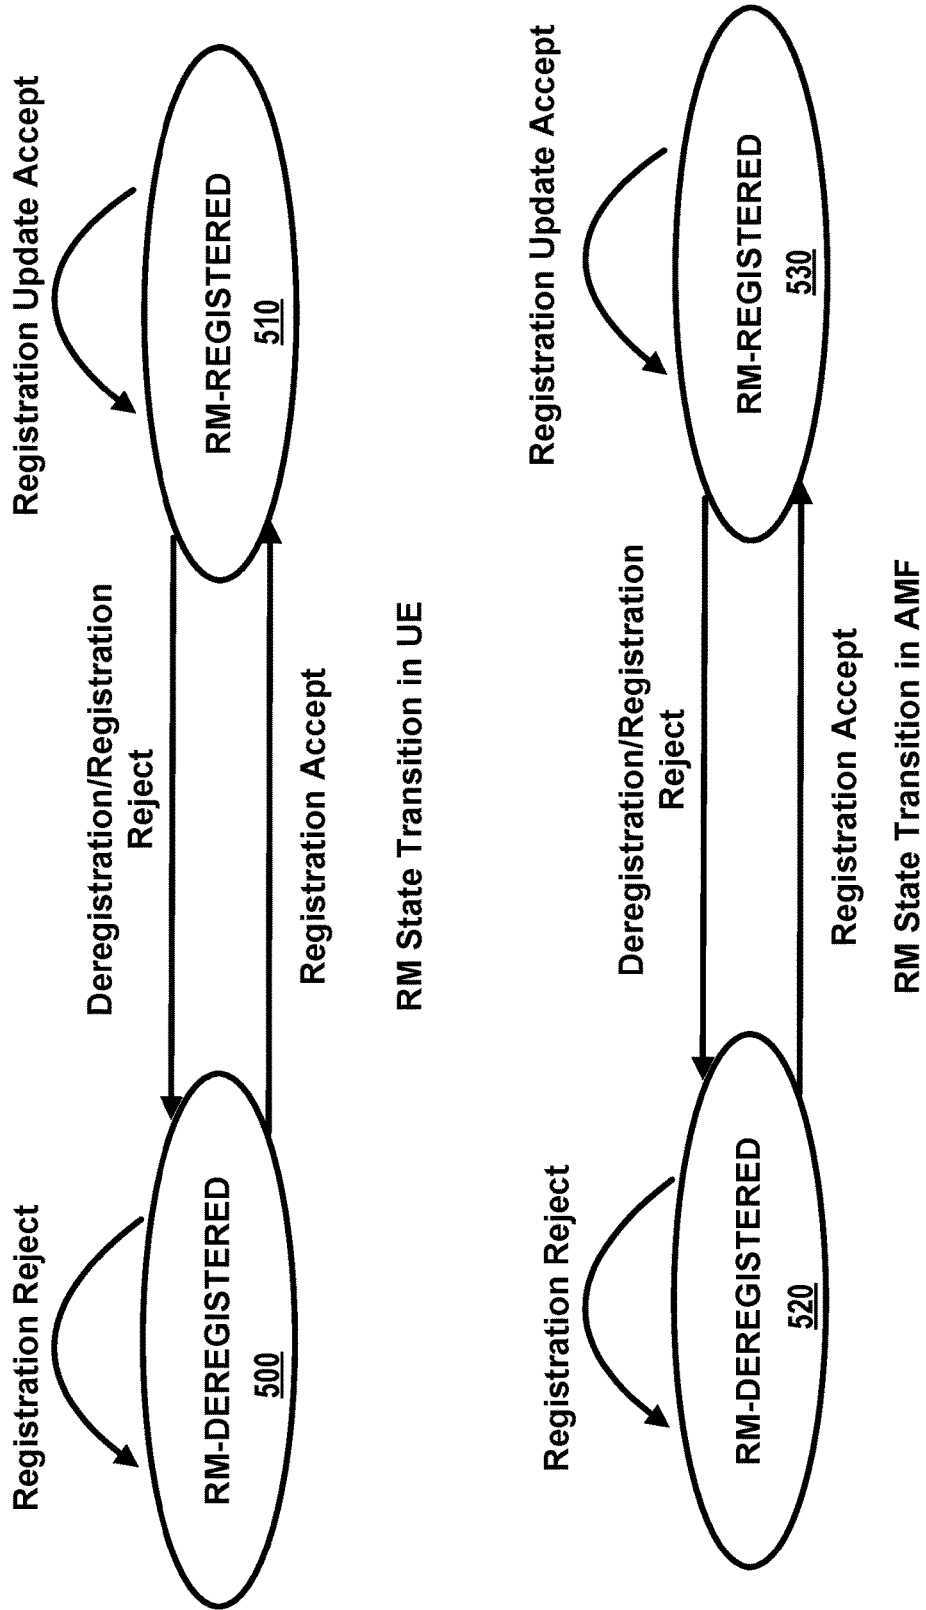 Registration Reject
Registration Update Accept
Deregistration/Registration
Reject
RM-DEREGISTERED
500
RM-REGISTERED
510
Registration Accept
RM State Transition in UE
Registration Reject
Registration Update Accept
Deregistration/Registration
Reject
RM-DEREGISTERED
520
RM-REGISTERED
530
Registration Accept
RM State Transition in AMF